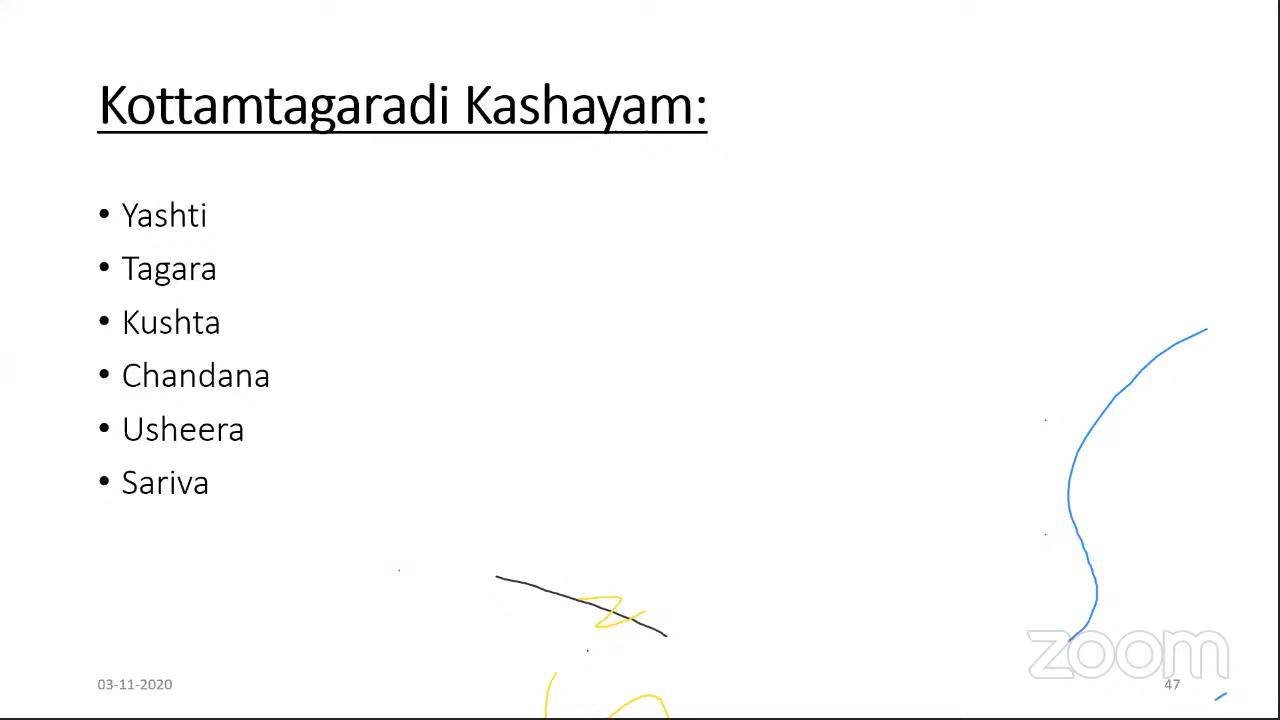 Kottamtagaradi Kashayam:
• Yashti
• Tagara
• Kushta
• Chandana
• Usheera
• Sariva
zoom
03-11-2020
47